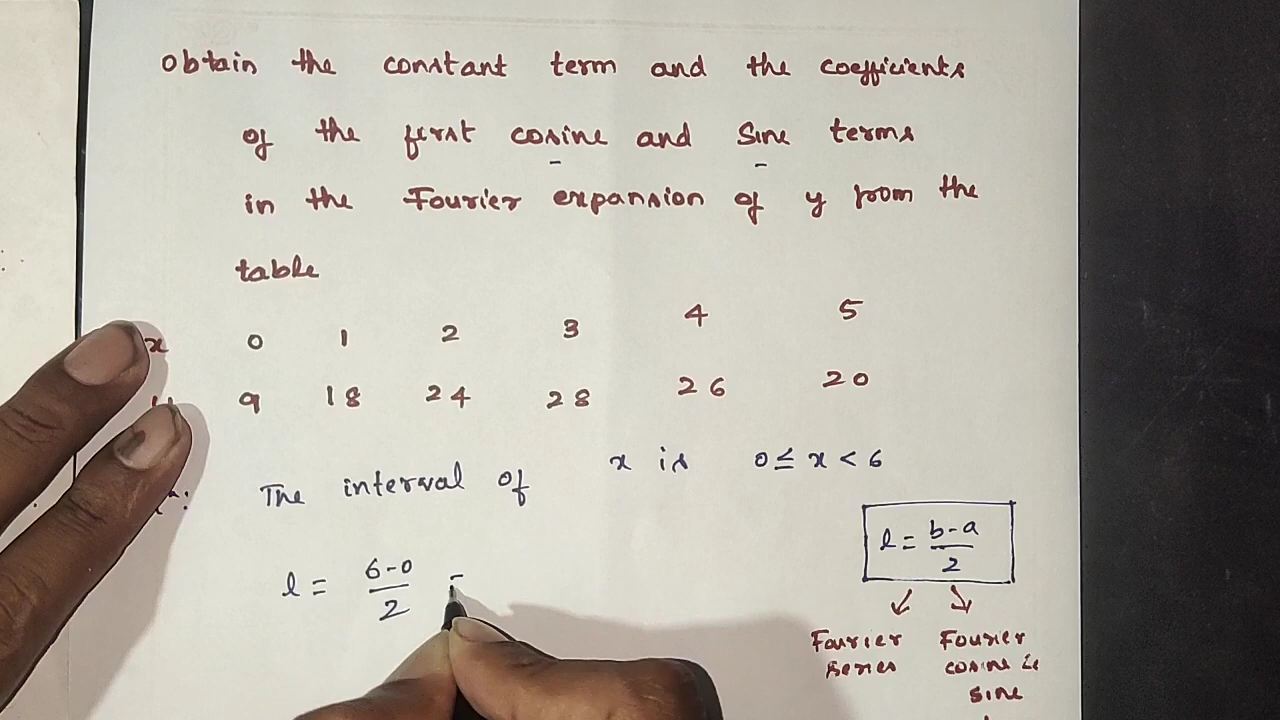 obtain the constant term and the coefficients
of the first cosine and Sine terms
in the Fourier expansion of y from the
table
x 0 1 2 3 4 5
9 18 24 28 26 20
The interval of x is 0 ≤ x < 6
l = 6-0 / 2 =
l = b-a / 2
Fourier series
Fourier cosine & sine